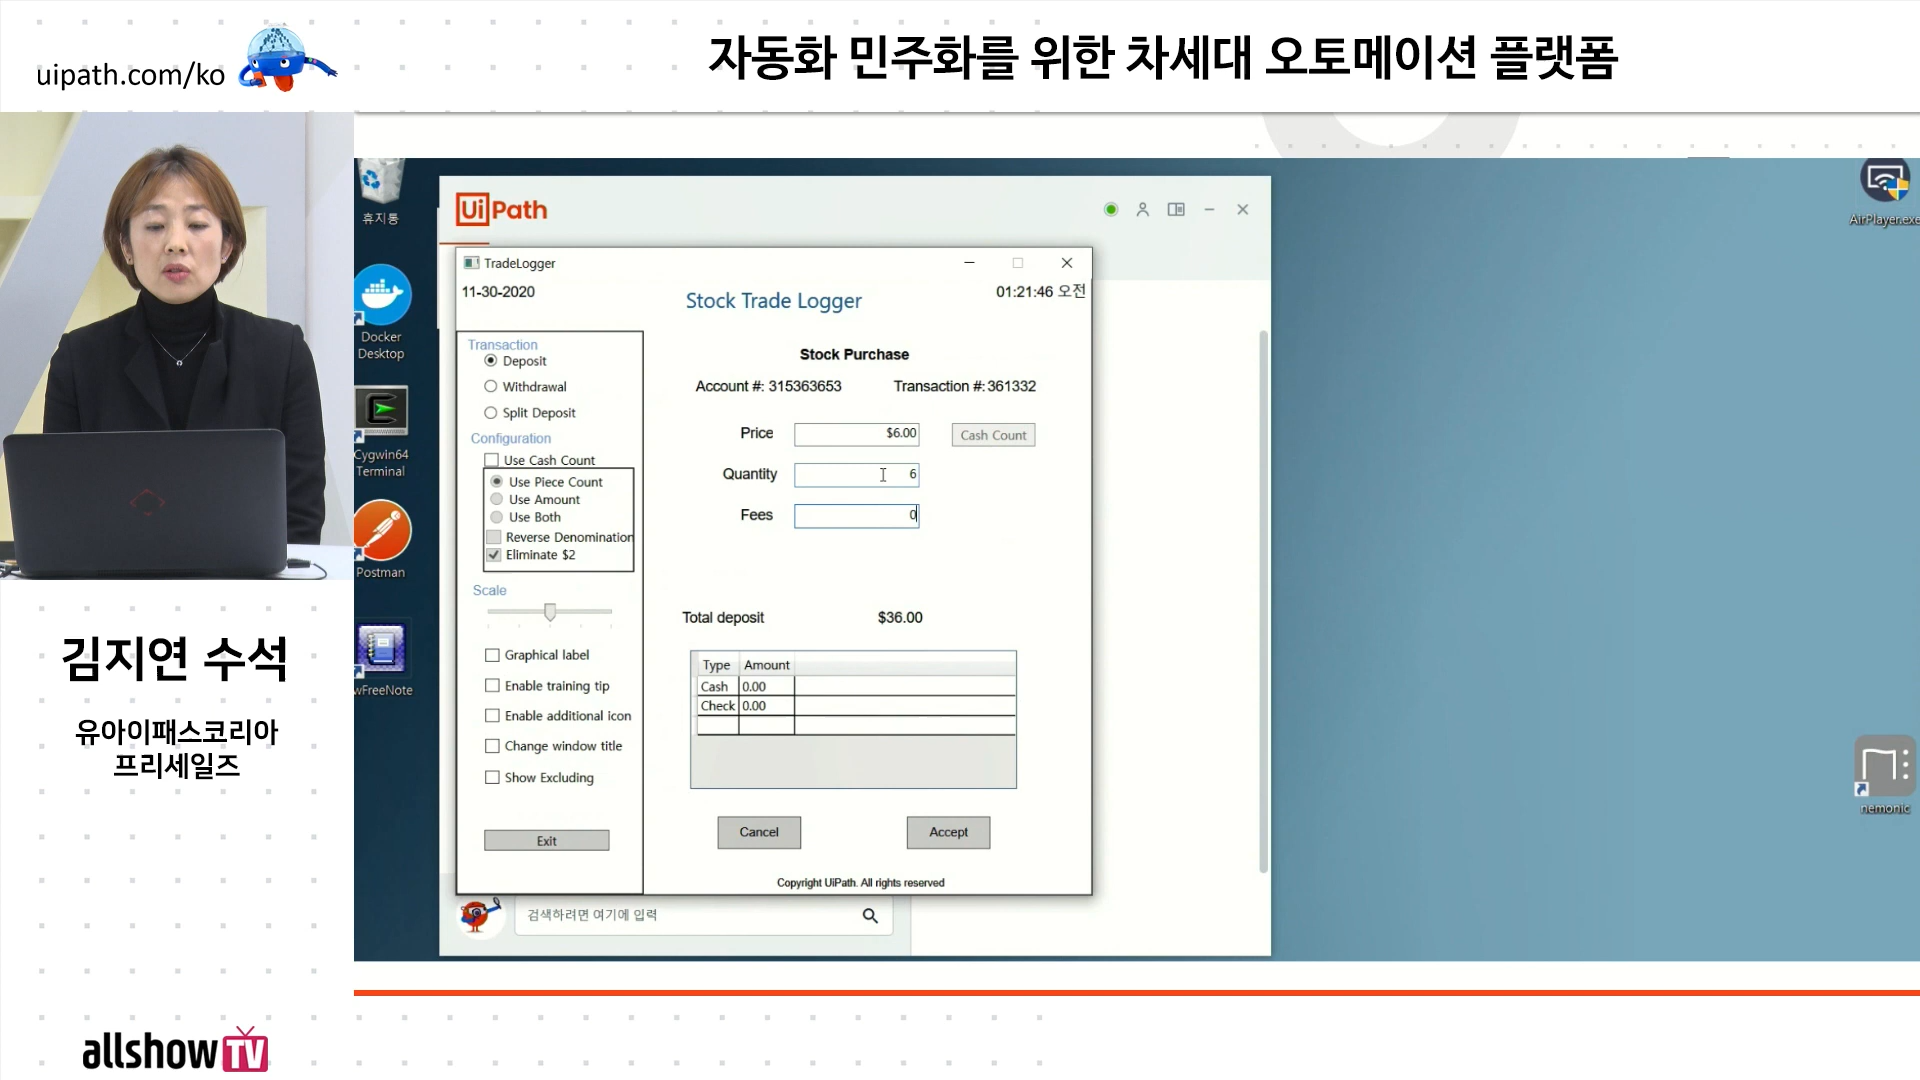 uipath.com/ko
자동화 민주화를 위한 차세대 오토메이션 플랫폼
휴지통
Docker
Desktop
Cygwin64
Terminal
Postman
wFreeNote
UiPath
TradeLogger
11-30-2020
Stock Trade Logger
01:21:46 오전
Transaction
Deposit
Withdrawal
Split Deposit
Configuration
Use Cash Count
Use Piece Count
Use Amount
Use Both
Reverse Denomination
Eliminate $2
Scale
Graphical label
Enable training tip
Enable additional icon
Change window title
Show Excluding
Exit
Stock Purchase
Account #: 315363653 Transaction #: 361332
Price $6.00 Cash Count
Quantity 6
Fees 0
Total deposit $36.00
Type Amount
Cash 0.00
Check 0.00
Cancel Accept
Copyright UiPath. All rights reserved
검색하려면 여기에 입력
AirPlayer.exe
nemonic
김지연 수석
유아이패스코리아
프리세일즈
allshowTV